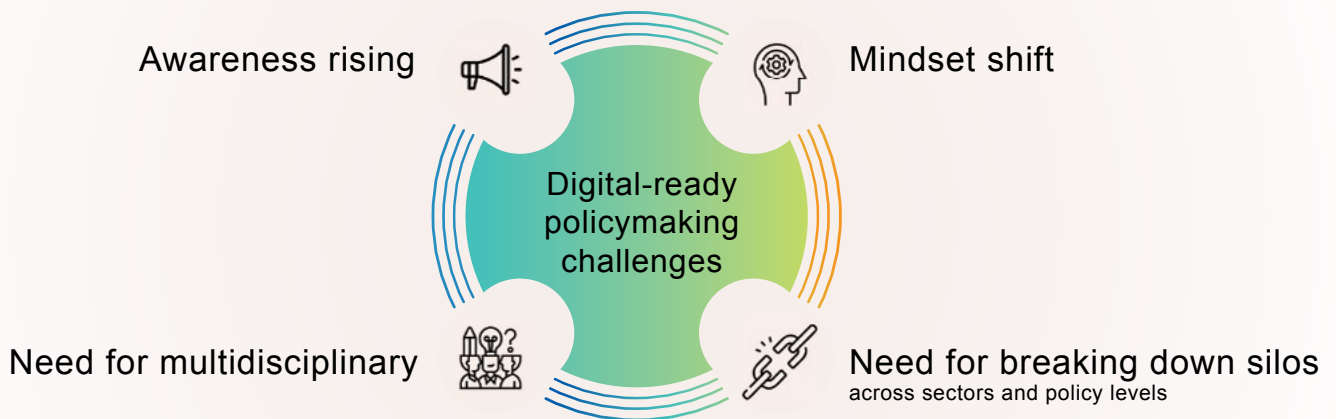 Awareness rising
Mindset shift
Digital-ready
policymaking
challenges
Need for multidisciplinary
Need for breaking down silos
across sectors and policy levels